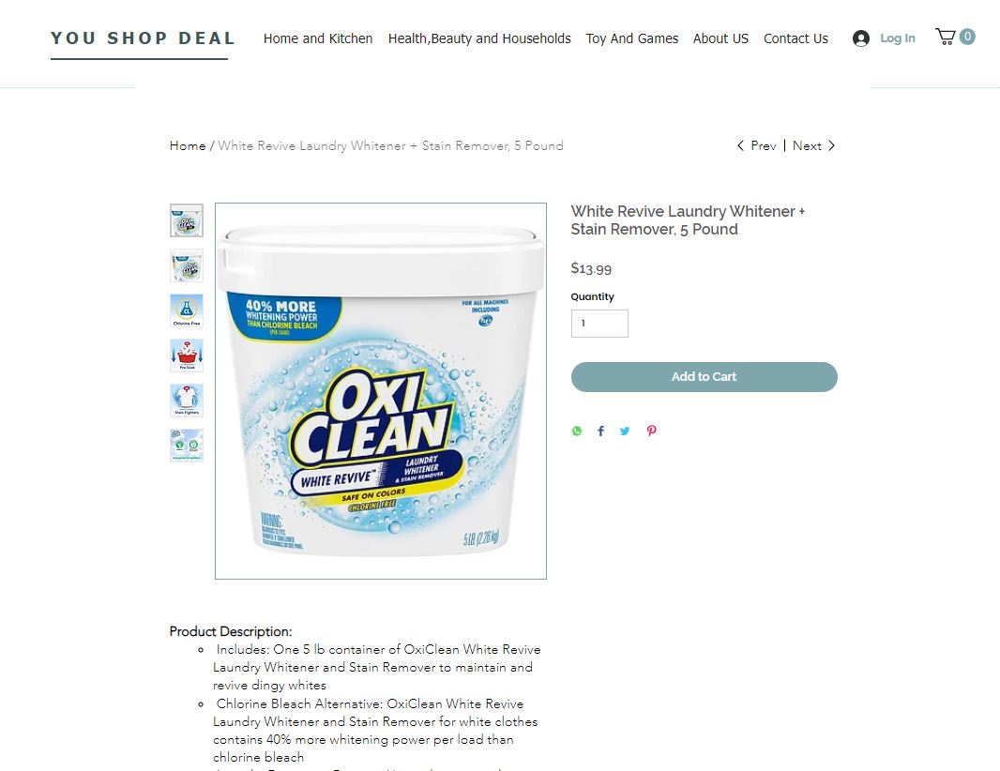 YOU SHOP DEAL
Home and Kitchen
Health,Beauty and Households
Toy And Games
About US
Contact Us
Log In
0
Home / White Revive Laundry Whitener + Stain Remover, 5 Pound
Prev | Next
Chlorine Free
Pre-Soak
Stain Fighters
40% MORE
WHITENING POWER
THAN CHLORINE BLEACH
(PER LOAD)
FOR ALL MACHINES
INCLUDING
he
OXI
CLEAN
WHITE REVIVE™
LAUNDRY
WHITENER
& STAIN REMOVER
SAFE ON COLORS
CHLORINE FREE
WARNING:
5 LB (2.26 kg)
White Revive Laundry Whitener +
Stain Remover, 5 Pound
$13.99
Quantity
1
Add to Cart
Product Description:
Includes: One 5 lb container of OxiClean White Revive
Laundry Whitener and Stain Remover to maintain and
revive dingy whites
Chlorine Bleach Alternative: OxiClean White Revive
Laundry Whitener and Stain Remover for white clothes
contains 40% more whitening power per load than
chlorine bleach